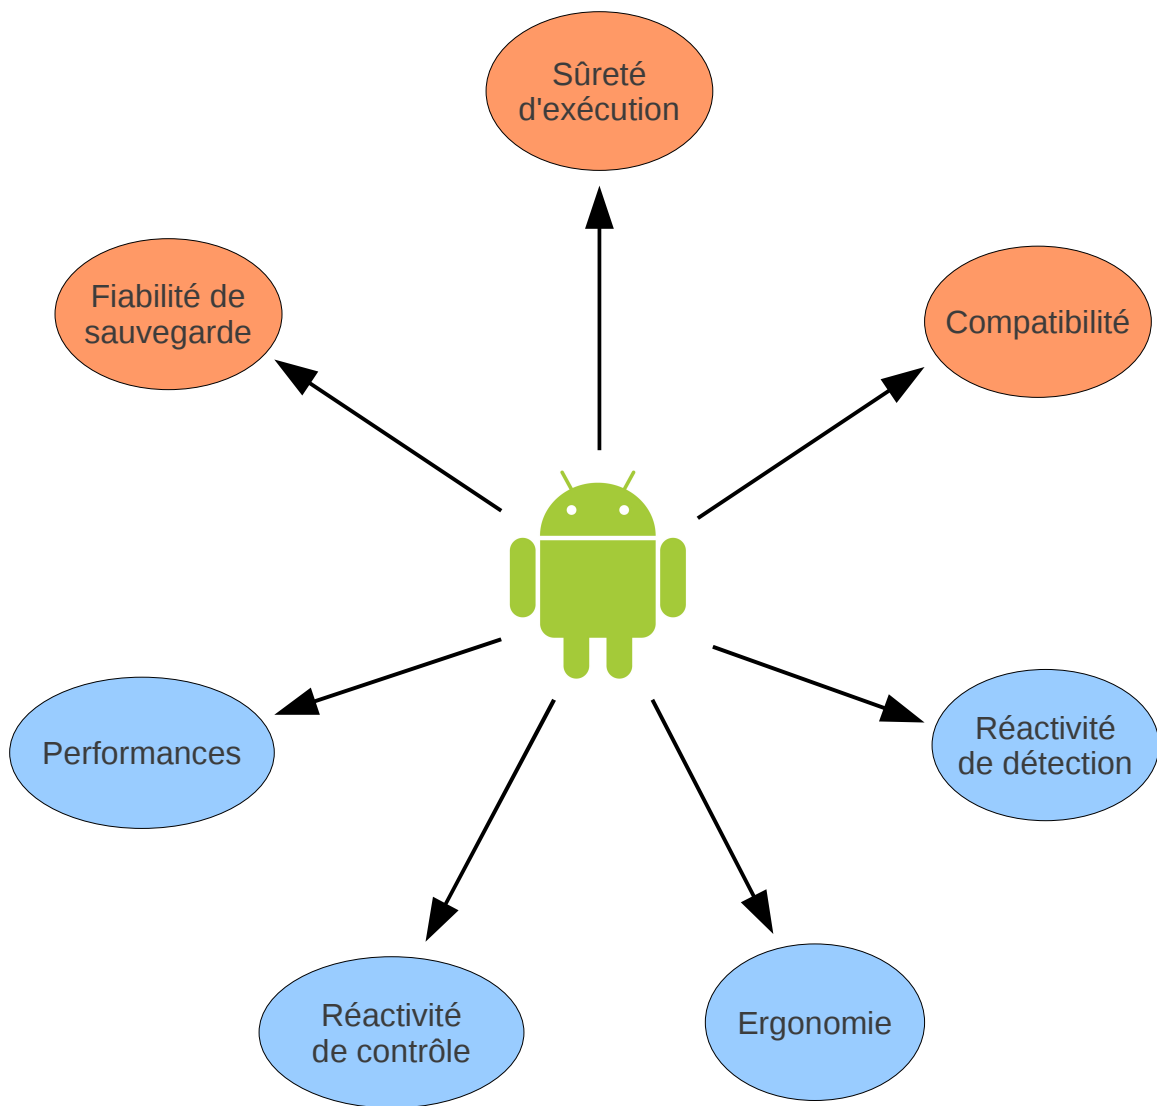 Sûreté
d'exécution
Fiabilité de
sauvegarde
Compatibilité
Performances
Réactivité
de détection
Réactivité
de contrôle
Ergonomie